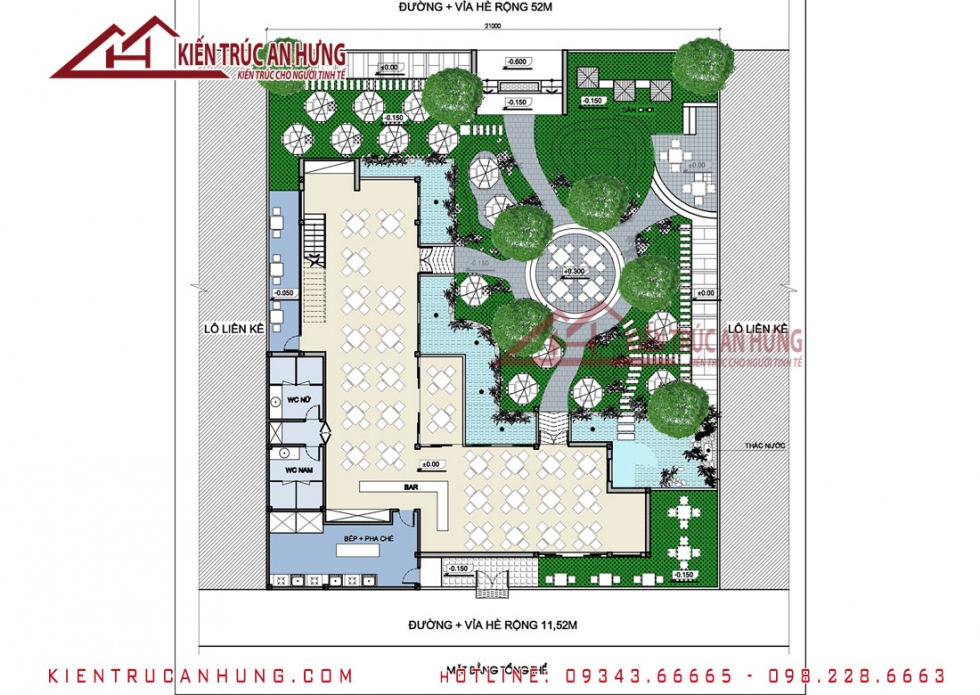 ĐƯỜNG + VỈA HÈ RỘNG 52M
21000
KIẾN TRÚC AN HƯNG
KIẾN TRÚC CHO NGƯỜI TINH TẾ
±0.00
-0.600
-0.150
-0.150
-0.150
SÂN CHƠI
±0.00
-0.150
+0.300
-0.050
±0.00
LÔ LIỀN KỀ
LÔ LIỀN KỀ
KIẾN TRÚC AN HƯNG
KIẾN TRÚC CHO NGƯỜI TINH TẾ
WC NỮ
THÁC NƯỚC
WC NAM
±0.00
BAR
BẾP + PHA CHẾ
-0.150
-0.150
ĐƯỜNG + VỈA HÈ RỘNG 11,52M
MẶT BẰNG TỔNG THỂ
KIENTRUCANHUNG.COM
HOTLINE: 09343.66665 - 098.228.6663